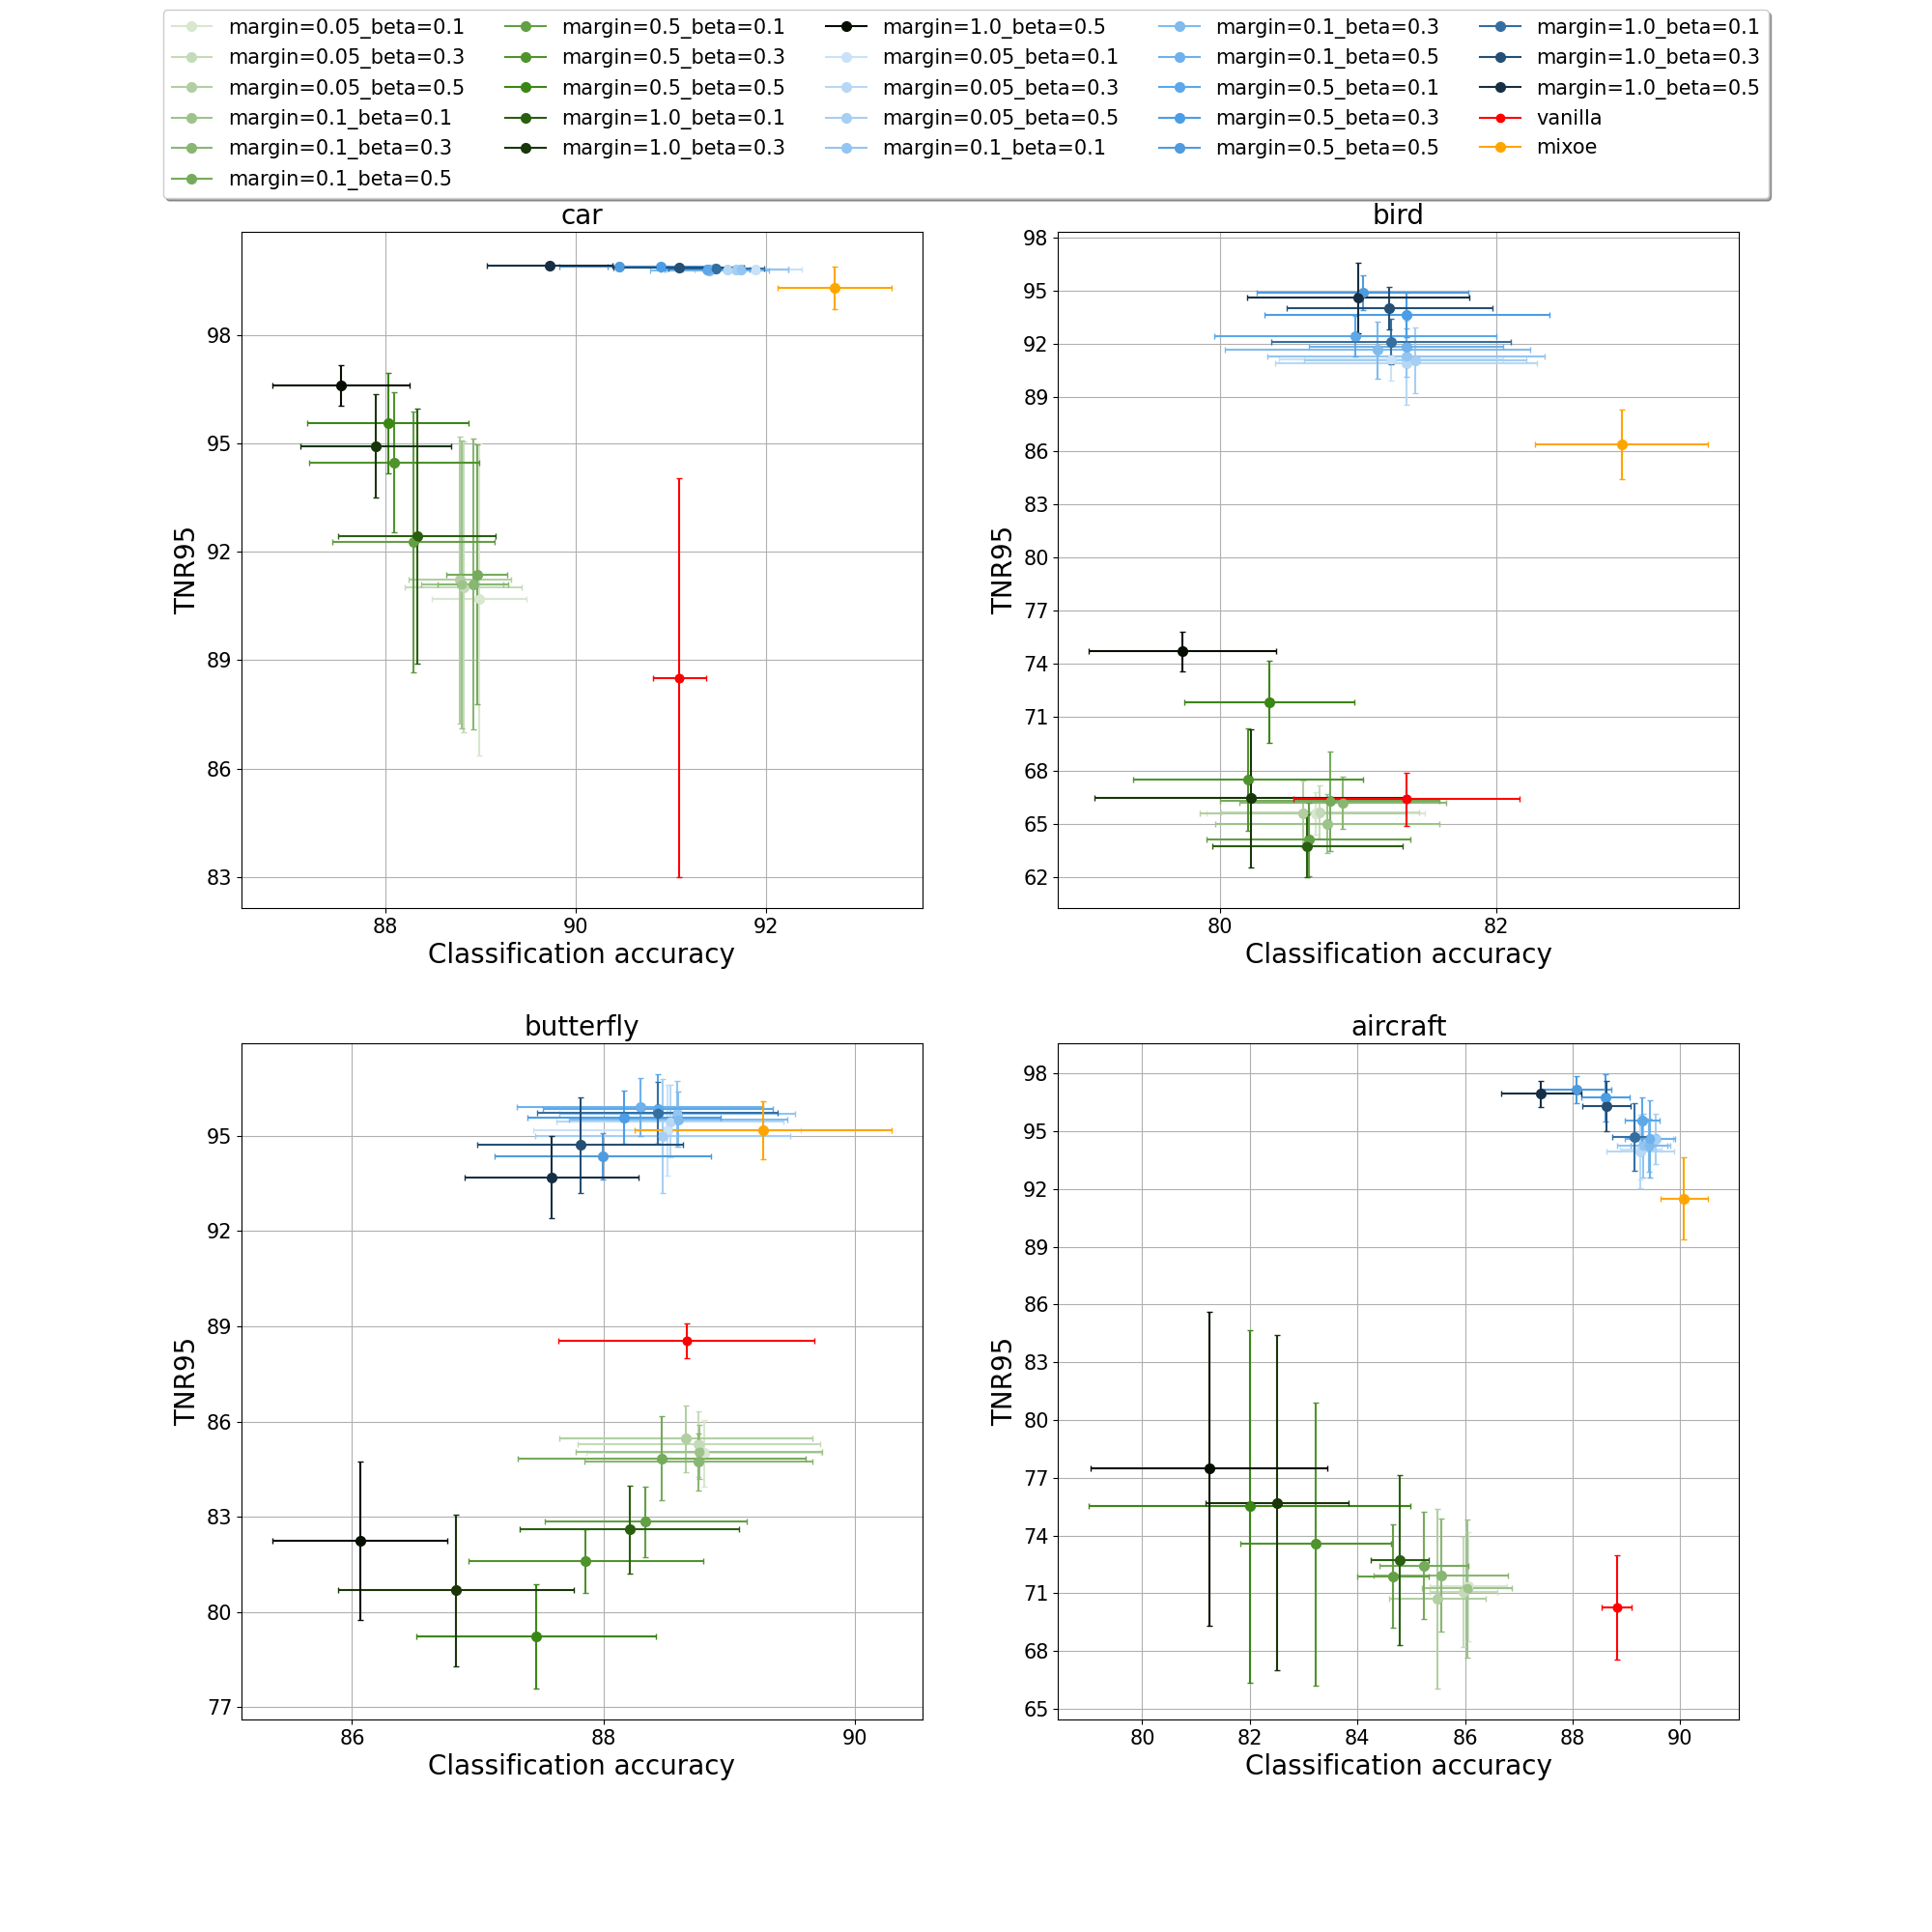 margin=0.05_beta=0.1
margin=0.05_beta=0.3
margin=0.05_beta=0.5
margin=0.1_beta=0.1
margin=0.1_beta=0.3
margin=0.1_beta=0.5
margin=0.5_beta=0.1
margin=0.5_beta=0.3
margin=0.5_beta=0.5
margin=1.0_beta=0.1
margin=1.0_beta=0.3
margin=1.0_beta=0.5
margin=0.05_beta=0.1
margin=0.05_beta=0.3
margin=0.05_beta=0.5
margin=0.1_beta=0.1
margin=0.1_beta=0.3
margin=0.1_beta=0.5
margin=0.5_beta=0.1
margin=0.5_beta=0.3
margin=0.5_beta=0.5
margin=1.0_beta=0.1
margin=1.0_beta=0.3
margin=1.0_beta=0.5
vanilla
mixoe
car
98
95
92
89
86
83
TNR95
88 90 92
Classification accuracy
bird
98
95
92
89
86
83
80
77
74
71
68
65
62
TNR95
80 82
Classification accuracy
butterfly
95
92
89
86
83
80
77
TNR95
86 88 90
Classification accuracy
aircraft
98
95
92
89
86
83
80
77
74
71
68
65
TNR95
80 82 84 86 88 90
Classification accuracy